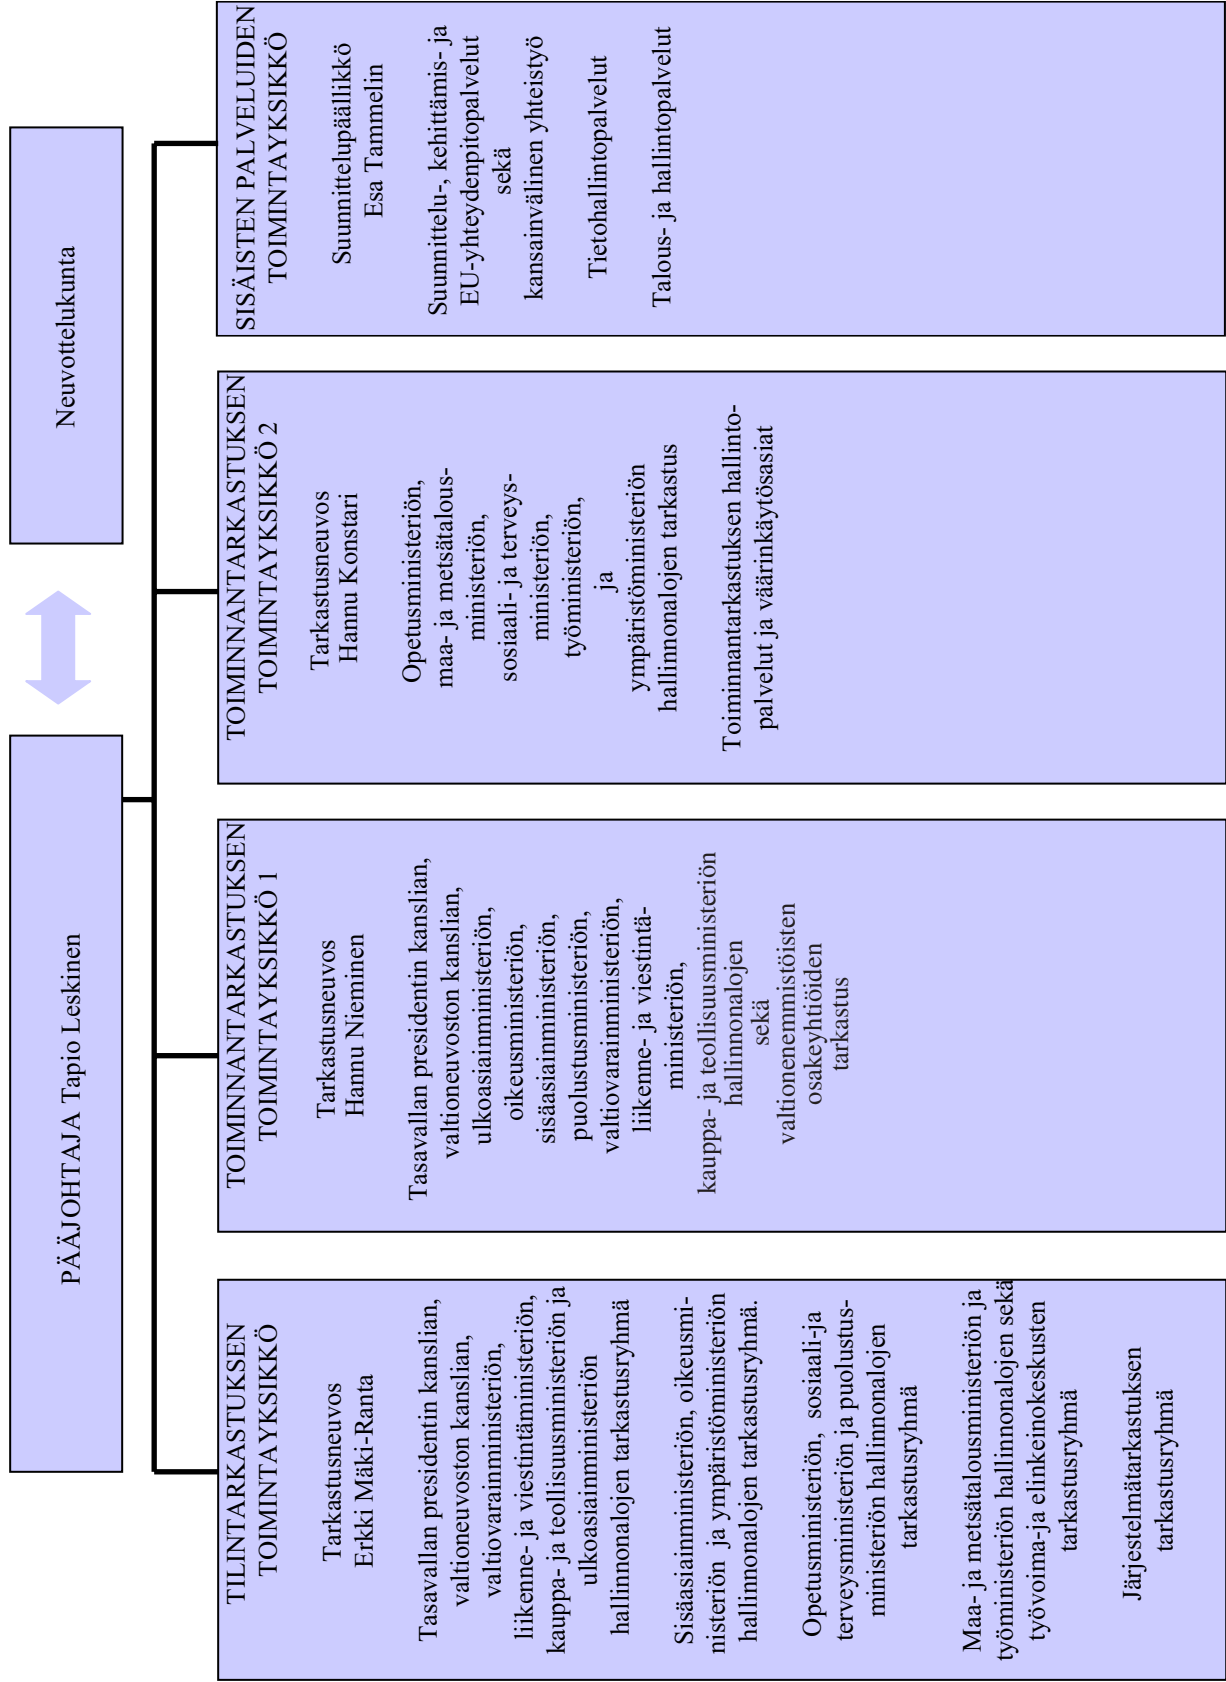 PÄÄJOHTAJA Tapio Leskinen
Neuvottelukunta
TILINTARKASTUKSEN
TOIMINTAYKSIKKÖ
Tarkastusneuvos
Erkki Mäki-Ranta
Tasavallan presidentin kanslian,
valtioneuvoston kanslian,
valtiovarainministeriön,
liikenne- ja viestintäministeriön,
kauppa- ja teollisuusministeriön ja
ulkoasiainministeriön
hallinnonalojen tarkastusryhmä
Sisäasiainministeriön, oikeusmi-
nisteriön ja ympäristöministeriön
hallinnonalojen tarkastusryhmä.
Opetusministeriön, sosiaali-ja
terveysministeriön ja puolustus-
ministeriön hallinnonalojen
tarkastusryhmä
Maa- ja metsätalousministeriön ja
työministeriön hallinnonalojen sekä
työvoima-ja elinkeinokeskusten
tarkastusryhmä
Järjestelmätarkastuksen
tarkastusryhmä
TOIMINNANTARKASTUKSEN
TOIMINTAYKSIKKÖ 1
Tarkastusneuvos
Hannu Nieminen
Tasavallan presidentin kanslian,
valtioneuvoston kanslian,
ulkoasiainministeriön,
oikeusministeriön,
sisäasiainministeriön,
puolustusministeriön,
valtiovarainministeriön,
liikenne- ja viestintä-
ministeriön,
kauppa- ja teollisuusministeriön
hallinnonalojen
sekä
valtionenemmistöisten
osakeyhtiöiden
tarkastus
TOIMINNANTARKASTUKSEN
TOIMINTAYKSIKKÖ 2
Tarkastusneuvos
Hannu Konstari
Opetusministeriön,
maa- ja metsätalous-
ministeriön,
sosiaali- ja terveys-
ministeriön,
työministeriön,
ja
ympäristöministeriön
hallinnonalojen tarkastus
Toiminnantarkastuksen hallinto-
palvelut ja väärinkäytösasiat
SISÄISTEN PALVELUIDEN
TOIMINTAYKSIKKÖ
Suunnittelupäällikkö
Esa Tammelin
Suunnittelu-, kehittämis- ja
EU-yhteydenpitopalvelut
sekä
kansainvälinen yhteistyö
Tietohallintopalvelut
Talous- ja hallintopalvelut